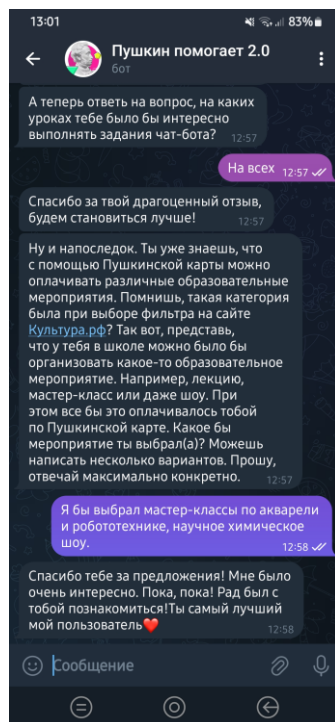 13:01
83%
Пушкин помогает 2.0
бот
А теперь ответь на вопрос, на каких
уроках тебе было бы интересно
выполнять задания чат-бота?
12:57
На всех 12:57
Спасибо за твой драгоценный отзыв,
будем становиться лучше!
12:57
Ну и напоследок. Ты уже знаешь, что
с помощью Пушкинской карты можно
оплачивать различные образовательные
мероприятия. Помнишь, такая категория
была при выборе фильтра на сайте
Культура.рф? Так вот, представь,
что у тебя в школе можно было бы
организовать какое-то образовательное
мероприятие. Например, лекцию,
мастер-класс или даже шоу. При
этом все бы это оплачивалось тобой
по Пушкинской карте. Какое бы
мероприятие ты выбрал(а)? Можешь
написать несколько вариантов. Прошу,
отвечай максимально конкретно.
12:57
Я бы выбрал мастер-классы по акварели
и робототехнике, научное химическое
шоу.
12:58
Спасибо тебе за предложения! Мне было
очень интересно. Пока, пока! Рад был с
тобой познакомиться!Ты самый лучший
мой пользователь❤️
12:58
Сообщение